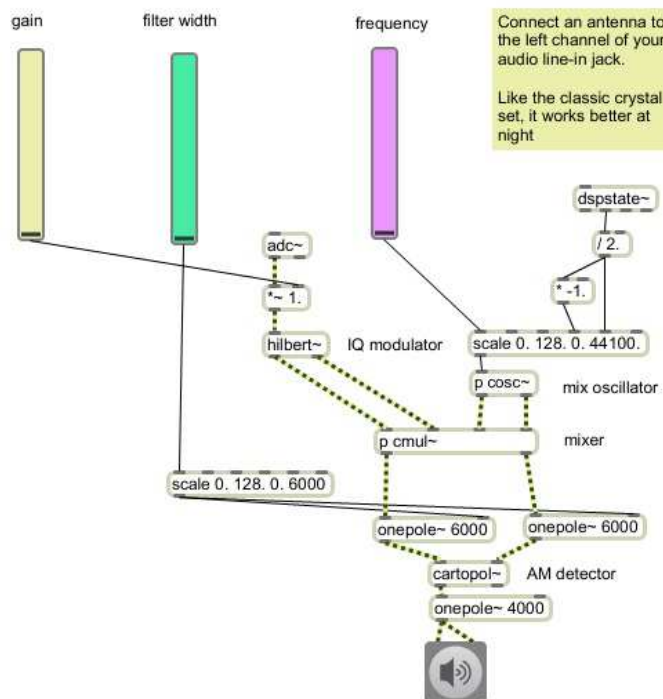 gain
filter width
frequency
Connect an antenna to
the left channel of your
audio line-in jack.
Like the classic crystal
set, it works better at
night
dspstate~
/ 2.
* -1.
adc~
*~ 1.
hilbert~
IQ modulator
scale 0. 128. 0. 44100.
p cosc~
mix oscillator
p cmul~
mixer
scale 0. 128. 0. 6000
onepole~ 6000
onepole~ 6000
cartopol~
AM detector
onepole~ 4000